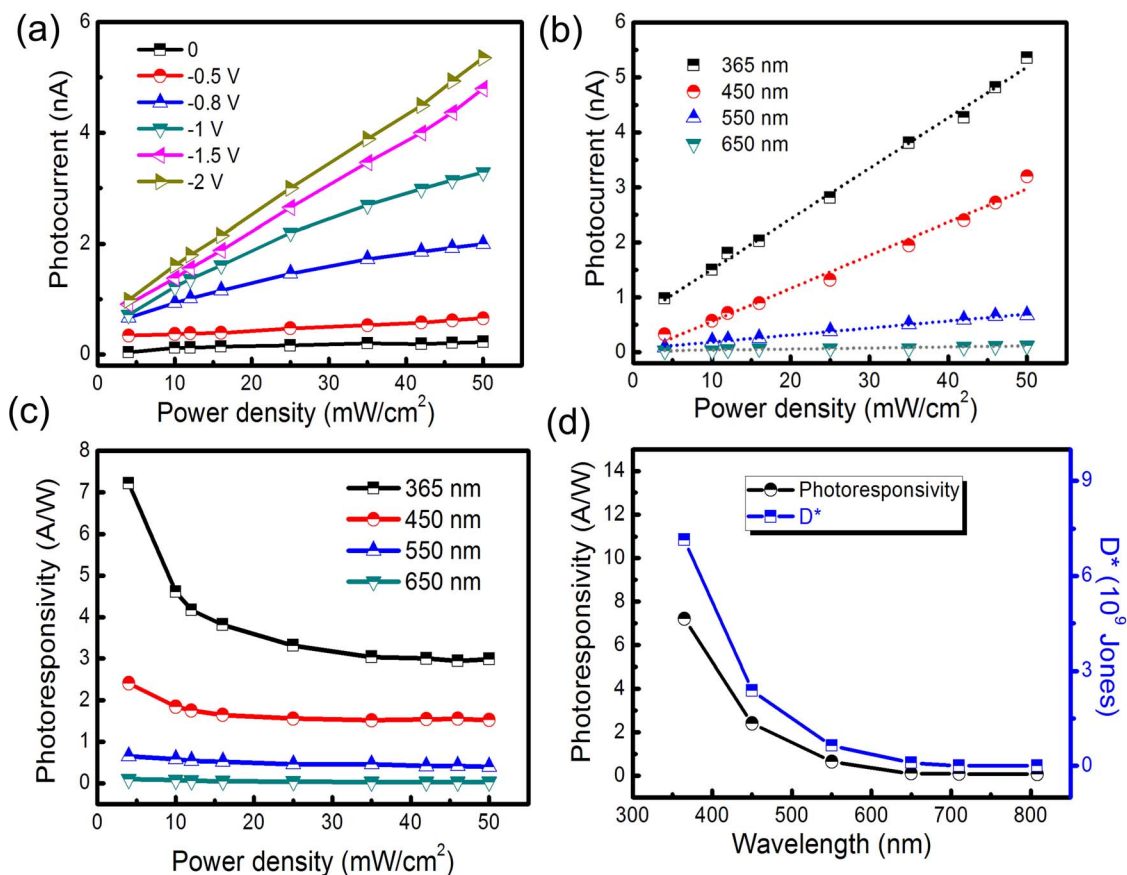 (a)
6
4
2
0
Photocurrent (nA)
0
-0.5 V
-0.8 V
-1 V
-1.5 V
-2 V
0 10 20 30 40 50
Power density (mW/cm²)
(b)
6
5
4
3
2
1
0
Photocurrent (nA)
365 nm
450 nm
550 nm
650 nm
0 10 20 30 40 50
Power density (mW/cm²)
(c)
8
7
6
5
4
3
2
1
0
Photoresponsivity (A/W)
365 nm
450 nm
550 nm
650 nm
0 10 20 30 40 50
Power density (mW/cm²)
(d)
14
12
10
8
6
4
2
0
Photoresponsivity (A/W)
Photoresponsivity
D*
9
6
3
0
D* (10⁹ Jones)
300 400 500 600 700 800
Wavelength (nm)